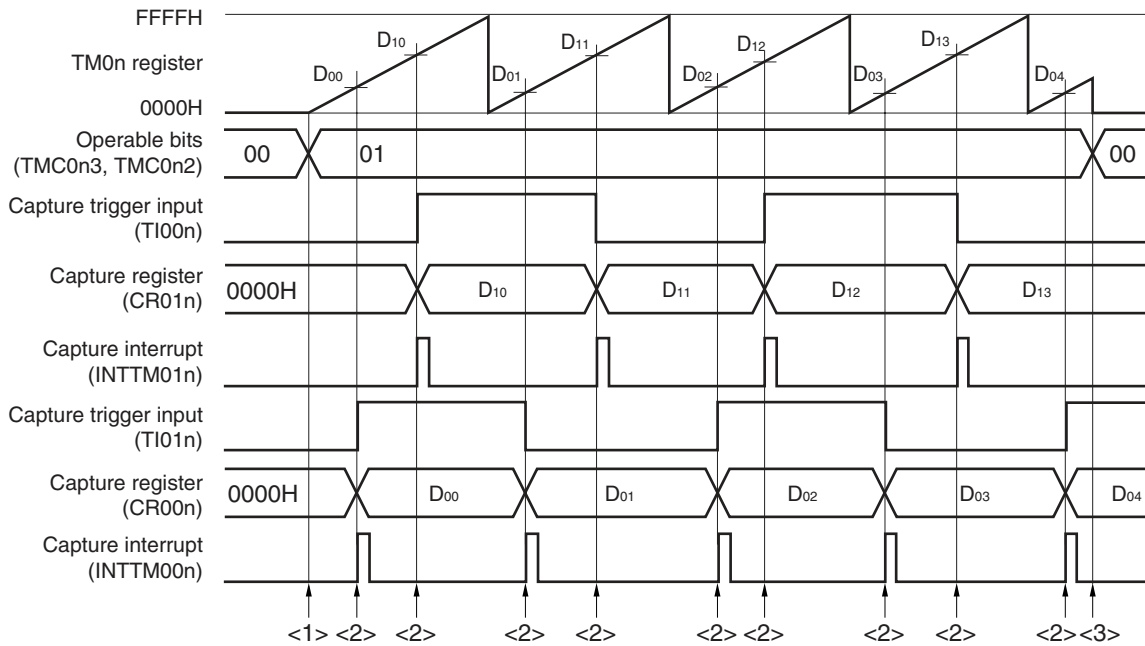 FFFFH
TM0n register
0000H
D10
D11
D12
D13
D00
D01
D02
D03
D04
Operable bits
(TMC0n3, TMC0n2)
00
01
00
Capture trigger input
(TI00n)
Capture register
(CR01n)
0000H
D10
D11
D12
D13
Capture interrupt
(INTTM01n)
Capture trigger input
(TI01n)
Capture register
(CR00n)
0000H
D00
D01
D02
D03
D04
Capture interrupt
(INTTM00n)
<1> <2> <2> <2> <2> <2> <2> <2> <2> <2> <3>